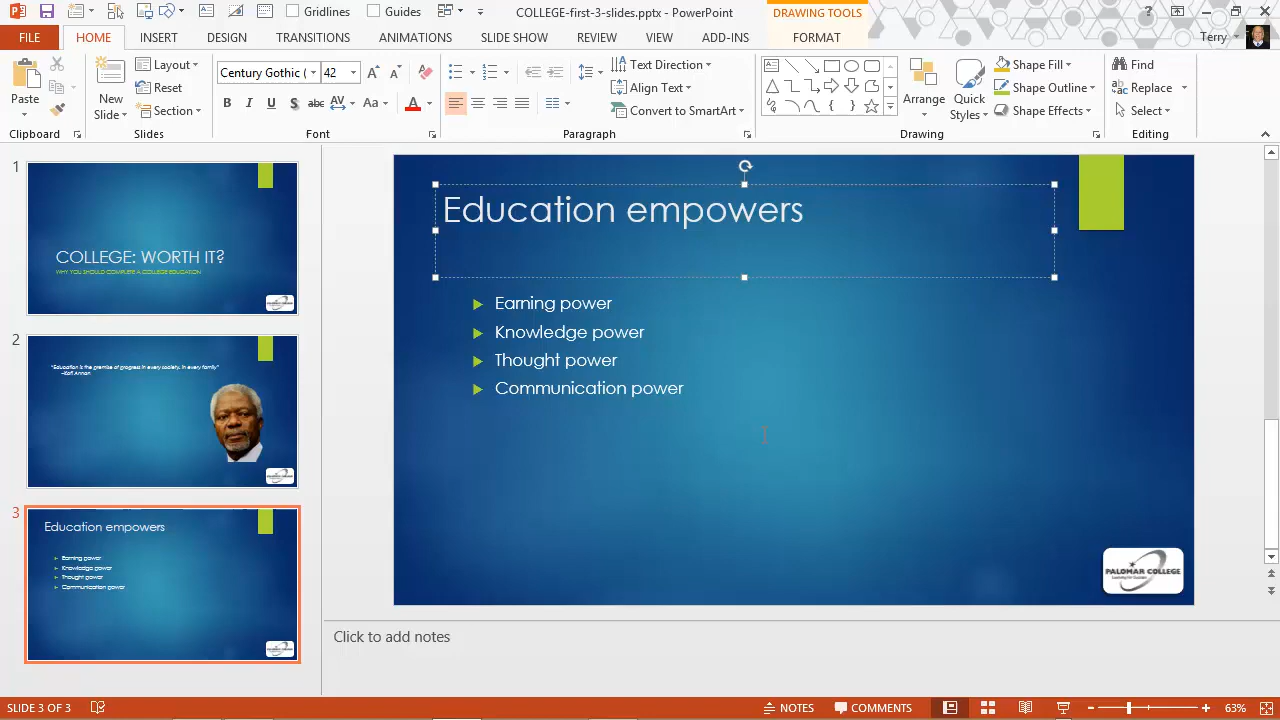 Gridlines
Guides
COLLEGE-first-3-slides.pptx - PowerPoint
DRAWING TOOLS
?
FILE
HOME
INSERT
DESIGN
TRANSITIONS
ANIMATIONS
SLIDE SHOW
REVIEW
VIEW
ADD-INS
FORMAT
Terry
Paste
New
Slide
Layout
Reset
Section
Century Gothic (
42
B I U S abc AV Aa A
Text Direction
Align Text
Convert to SmartArt
Arrange
Quick
Styles
Shape Fill
Shape Outline
Shape Effects
Find
Replace
Select
Clipboard
Slides
Font
Paragraph
Drawing
Editing
1
COLLEGE: WORTH IT?
WHY YOU SHOULD COMPLETE A COLLEGE EDUCATION
2
"Education is the premise of progress in every society, in every family"
–Kofi Annan
3
Education empowers
Earning power
Knowledge power
Thought power
Communication power
Education empowers
Earning power
Knowledge power
Thought power
Communication power
PALOMAR COLLEGE
Learning for Success
Click to add notes
SLIDE 3 OF 3
NOTES
COMMENTS
63%